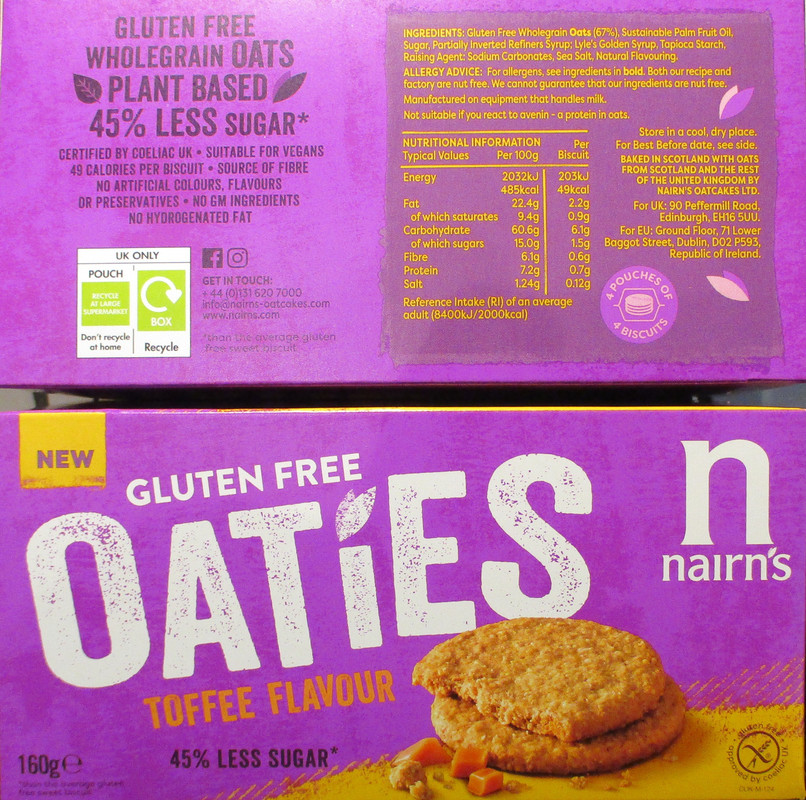 GLUTEN FREE
WHOLEGRAIN OATS
PLANT BASED
45% LESS SUGAR*
CERTIFIED BY COELIAC UK • SUITABLE FOR VEGANS
49 CALORIES PER BISCUIT • SOURCE OF FIBRE
NO ARTIFICIAL COLOURS, FLAVOURS
OR PRESERVATIVES • NO GM INGREDIENTS
NO HYDROGENATED FAT
UK ONLY
POUCH
RECYCLE
AT LARGE
SUPERMARKET
Don't recycle
at home
BOX
Recycle
GET IN TOUCH:
+44 (0)131 620 7000
info@nairns-oatcakes.com
www.nairns.com
*than the average gluten
free sweet biscuit
INGREDIENTS: Gluten Free Wholegrain Oats (67%), Sustainable Palm Fruit Oil,
Sugar, Partially Inverted Refiners Syrup; Lyle's Golden Syrup, Tapioca Starch,
Raising Agent: Sodium Carbonates, Sea Salt, Natural Flavouring.
ALLERGY ADVICE: For allergens, see ingredients in bold. Both our recipe and
factory are nut free. We cannot guarantee that our ingredients are nut free.
Manufactured on equipment that handles milk.
Not suitable if you react to avenin - a protein in oats.
NUTRITIONAL INFORMATION Per
Typical Values Per 100g Biscuit
Energy 2032kJ 203kJ
485kcal 49kcal
Fat 22.4g 2.2g
of which saturates 9.4g 0.9g
Carbohydrate 60.6g 6.1g
of which sugars 15.0g 1.5g
Fibre 6.1g 0.6g
Protein 7.2g 0.7g
Salt 1.24g 0.12g
Reference Intake (RI) of an average
adult (8400kJ/2000kcal)
Store in a cool, dry place.
For Best Before date, see side.
BAKED IN SCOTLAND WITH OATS
FROM SCOTLAND AND THE REST
OF THE UNITED KINGDOM BY
NAIRN'S OATCAKES LTD.
For UK: 90 Peffermill Road,
Edinburgh, EH16 5UU.
For EU: Ground Floor, 71 Lower
Baggot Street, Dublin, D02 P593,
Republic of Ireland.
4 POUCHES OF
4 BISCUITS
NEW
GLUTEN FREE
OATiES
TOFFEE FLAVOUR
45% LESS SUGAR*
160g℮
*than the average gluten
free sweet biscuit
n
nairn's
gluten free
approved by coeliac UK